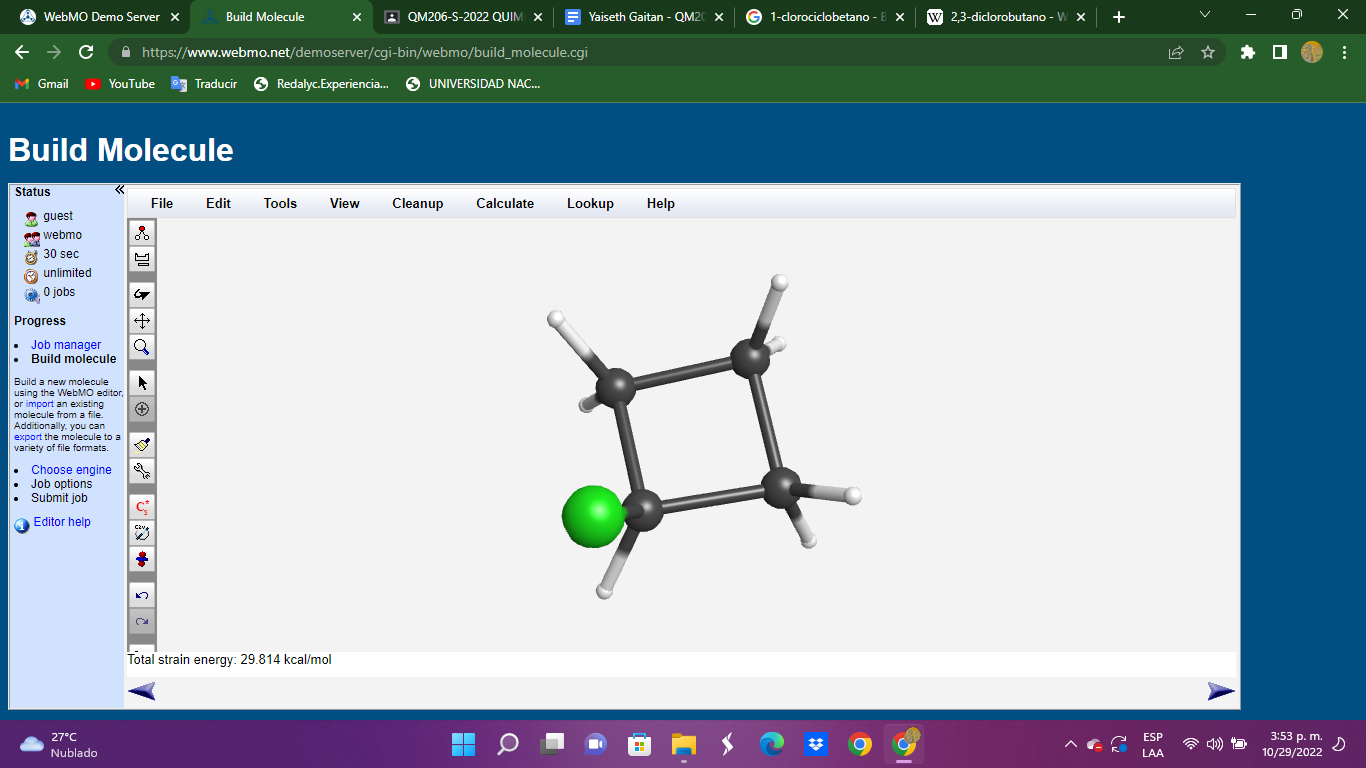 WebMO Demo Server
Build Molecule
QM206-S-2022 QUIM
Yaiseth Gaitan - QM20
1-clorociclobetano - B
2,3-diclorobutano - W
https://www.webmo.net/demoserver/cgi-bin/webmo/build_molecule.cgi
Gmail
YouTube
Traducir
Redalyc.Experiencia...
UNIVERSIDAD NAC...
Build Molecule
Status
guest
webmo
30 sec
unlimited
0 jobs
Progress
Job manager
Build molecule
Build a new molecule
using the WebMO editor,
or import an existing
molecule from a file.
Additionally, you can
export the molecule to a
variety of file formats.
Choose engine
Job options
Submit job
Editor help
File Edit Tools View Cleanup Calculate Lookup Help
Total strain energy: 29.814 kcal/mol
27°C
Nublado
ESP
LAA
3:53 p. m.
10/29/2022